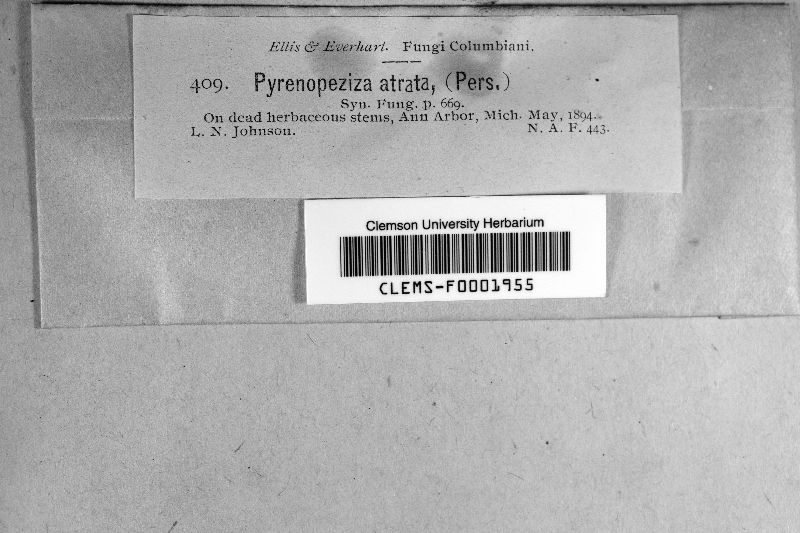 Ellis & Everhart. Fungi Columbiani.
409. Pyrenopeziza atrata, (Pers.)
Syn. Fung. p. 669.
On dead herbaceous stems, Ann Arbor, Mich. May, 1894.
L. N. Johnson. N. A. F. 443.
Clemson University Herbarium
CLEMS-F0001955